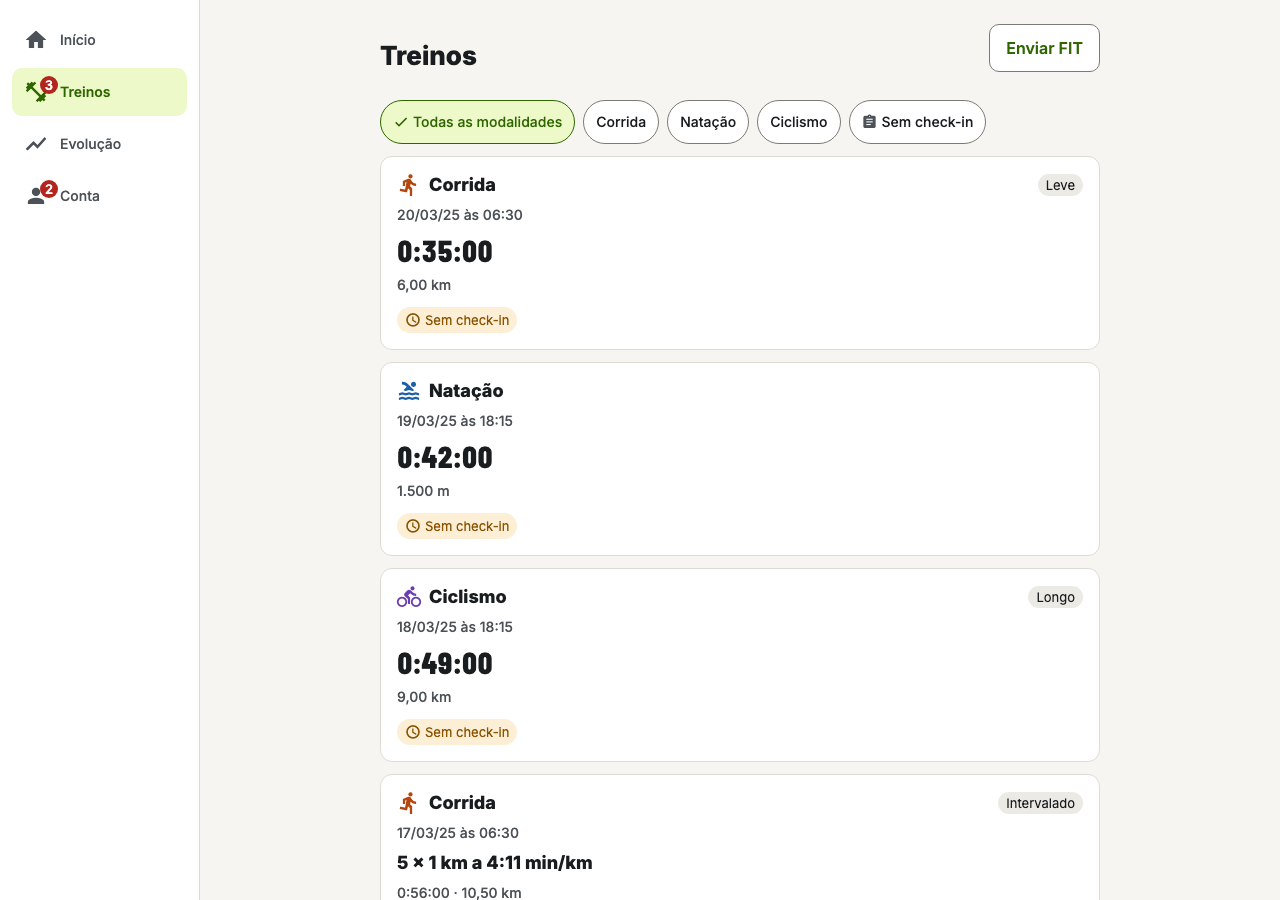 Início
3
Treinos
Evolução
2
Conta
Treinos
Enviar FIT
Todas as modalidades
Corrida
Natação
Ciclismo
Sem check-in
Corrida
Leve
20/03/25 às 06:30
0:35:00
6,00 km
Sem check-in
Natação
19/03/25 às 18:15
0:42:00
1.500 m
Sem check-in
Ciclismo
Longo
18/03/25 às 18:15
0:49:00
9,00 km
Sem check-in
Corrida
Intervalado
17/03/25 às 06:30
5 × 1 km a 4:11 min/km
0:56:00 · 10,50 km